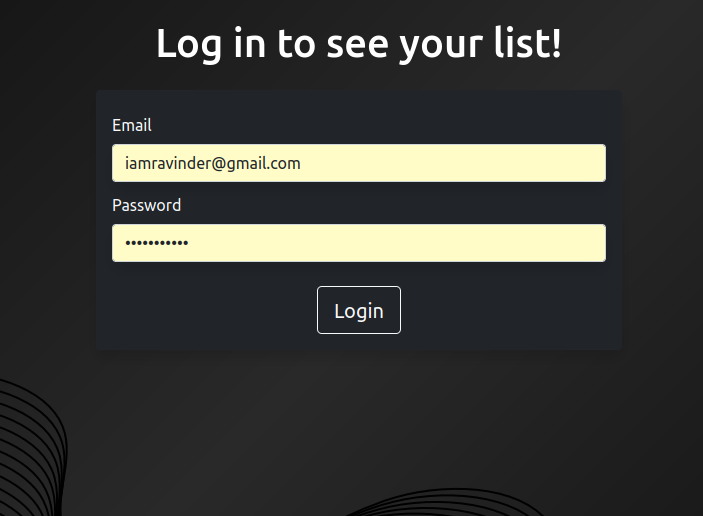 Log in to see your list!
Email
iamravinder@gmail.com
Password
•••••••••••
Login